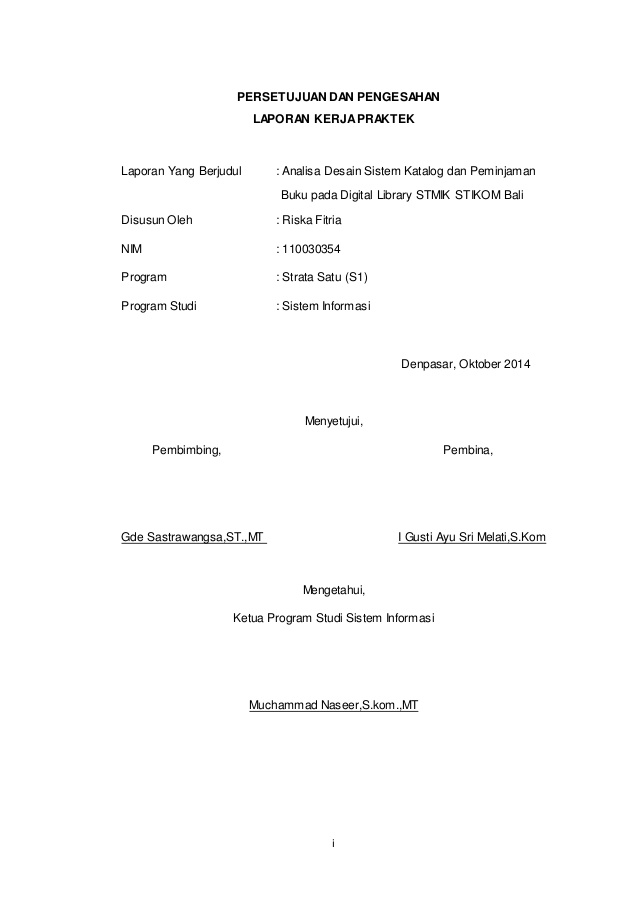 PERSETUJUAN DAN PENGESAHAN
LAPORAN KERJA PRAKTEK
Laporan Yang Berjudul : Analisa Desain Sistem Katalog dan Peminjaman
Buku pada Digital Library STMIK STIKOM Bali
Disusun Oleh : Riska Fitria
NIM : 110030354
Program : Strata Satu (S1)
Program Studi : Sistem Informasi
Denpasar, Oktober 2014
Menyetujui,
Pembimbing, Pembina,
Gde Sastrawangsa,ST.,MT I Gusti Ayu Sri Melati,S.Kom
Mengetahui,
Ketua Program Studi Sistem Informasi
Muchammad Naseer,S.kom.,MT
i